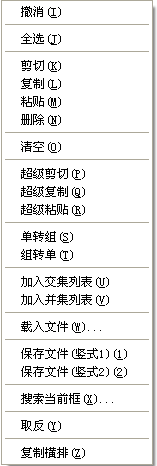 撤消(I)
全选(J)
剪切(K)
复制(L)
粘贴(M)
删除(N)
清空(O)
超级剪切(P)
超级复制(Q)
超级粘贴(R)
单转组(S)
组转单(T)
加入交集列表(U)
加入并集列表(V)
载入文件(W)...
保存文件(竖式1)(1)
保存文件(竖式2)(2)
搜索当前框(X)...
取反(Y)
复制横排(Z)